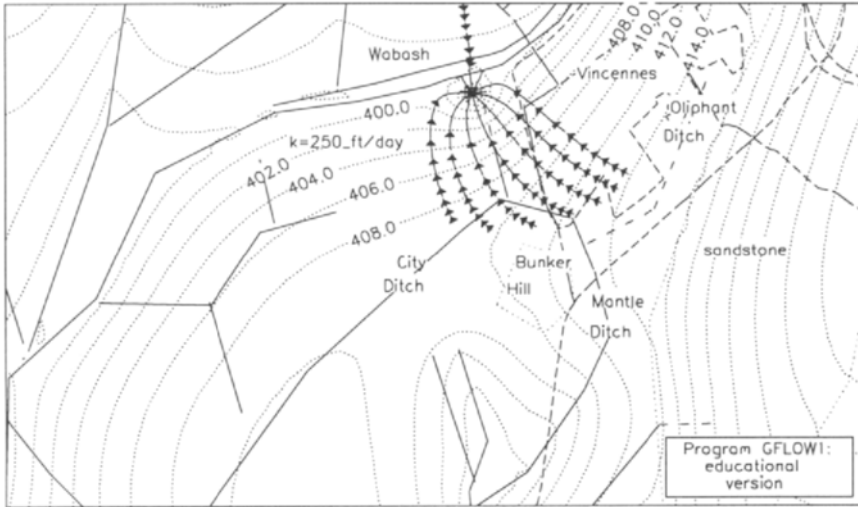 408.0
410.0
412.0
414.0
Wabash
Vincennes
Oliphant
Ditch
400.0
k=250_ft/day
402.0
404.0
406.0
408.0
sandstone
City
Ditch
Bunker
Hill
Mantle
Ditch
Program GFLOW1:
educational
version